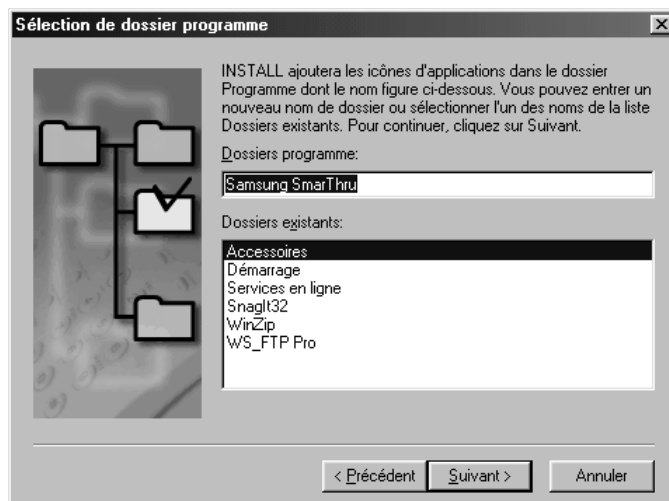 Sélection de dossier programme
INSTALL ajoutera les icônes d'applications dans le dossier
Programme dont le nom figure ci-dessous. Vous pouvez entrer un
nouveau nom de dossier ou sélectionner l'un des noms de la liste
Dossiers existants. Pour continuer, cliquez sur Suivant.
Dossiers programme:
Samsung SmarThru
Dossiers existants:
Accessoires
Démarrage
Services en ligne
SnagIt32
WinZip
WS_FTP Pro
< Précédent
Suivant >
Annuler